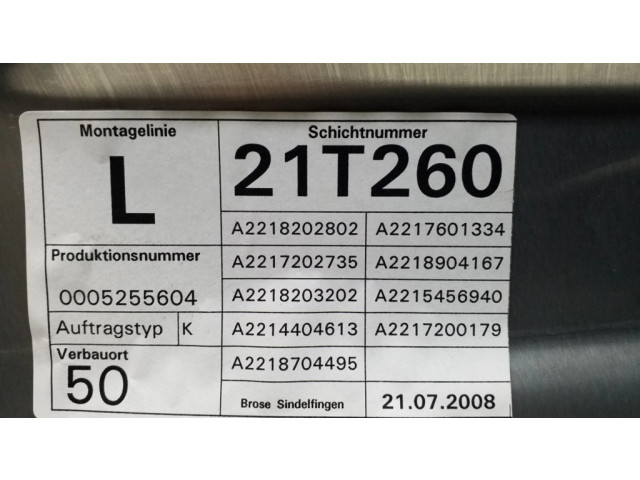 Montagelinie
L
Produktionsnummer
0005255604
Auftragstyp K
Verbauort
50
Schichtnummer
21T260
A2218202802 A2217601334
A2217202735 A2218904167
A2218203202 A2215456940
A2214404613 A2217200179
A2218704495
Brose Sindelfingen 21.07.2008